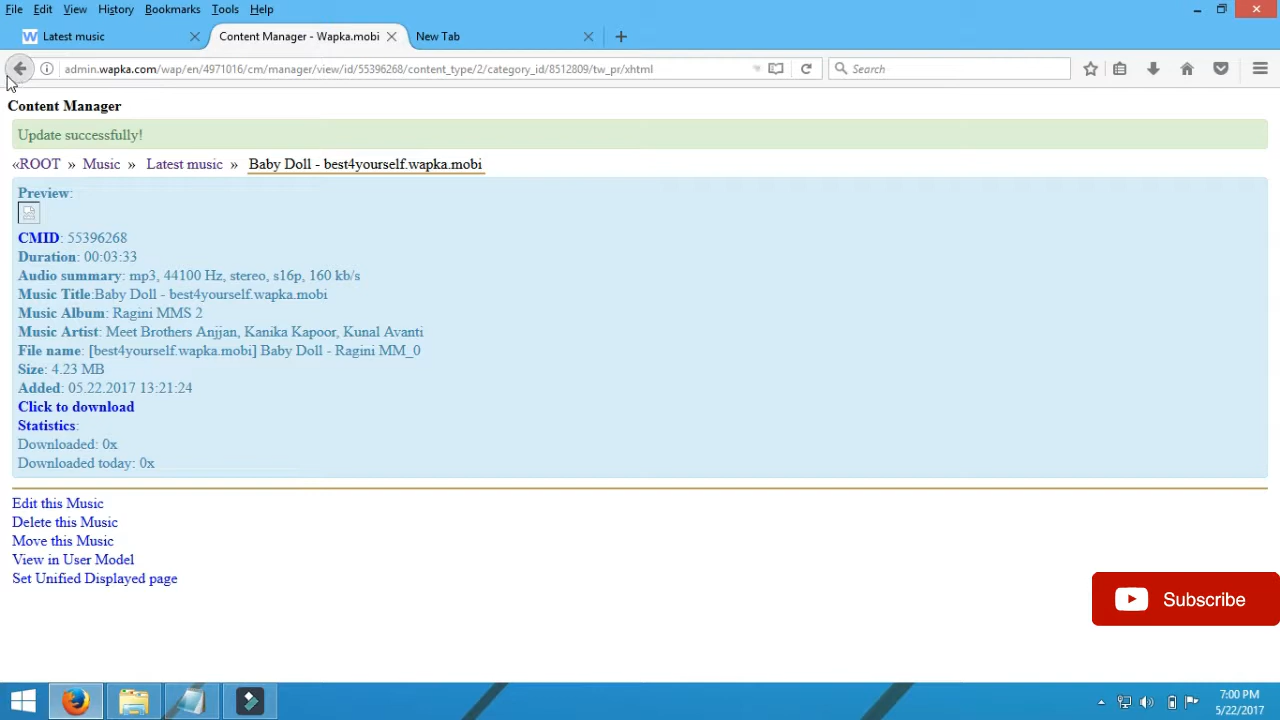 File Edit View History Bookmarks Tools Help
W Latest music Content Manager - Wapka.mobi New Tab
admin.wapka.com/wap/en/4971016/cm/manager/view/id/55396268/content_type/2/category_id/8512809/tw_pr/xhtml Search
Content Manager
Update successfully!
«ROOT » Music » Latest music » Baby Doll - best4yourself.wapka.mobi
Preview:
CMID: 55396268
Duration: 00:03:33
Audio summary: mp3, 44100 Hz, stereo, s16p, 160 kb/s
Music Title:Baby Doll - best4yourself.wapka.mobi
Music Album: Ragini MMS 2
Music Artist: Meet Brothers Anjjan, Kanika Kapoor, Kunal Avanti
File name: [best4yourself.wapka.mobi] Baby Doll - Ragini MM_0
Size: 4.23 MB
Added: 05.22.2017 13:21:24
Click to download
Statistics:
Downloaded: 0x
Downloaded today: 0x
Edit this Music
Delete this Music
Move this Music
View in User Model
Set Unified Displayed page
Subscribe
7:00 PM
5/22/2017